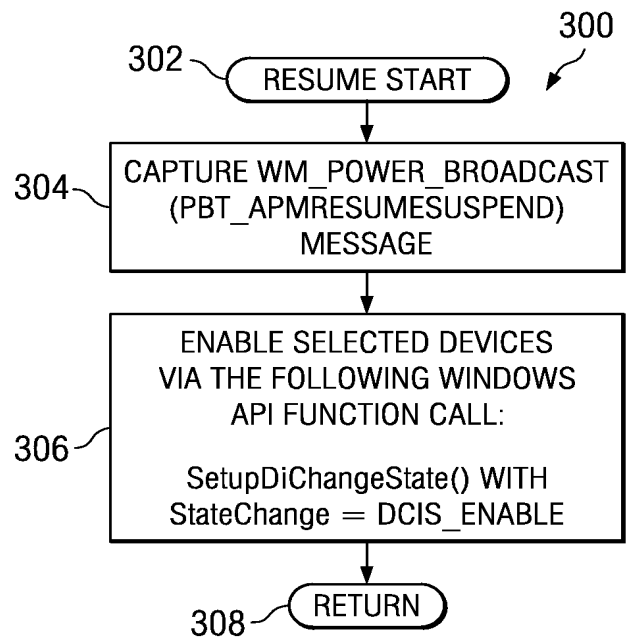 300
302
RESUME START
304
CAPTURE WM_POWER_BROADCAST
(PBT_APMRESUMESUSPEND)
MESSAGE
306
ENABLE SELECTED DEVICES
VIA THE FOLLOWING WINDOWS
API FUNCTION CALL:
SetupDiChangeState() WITH
StateChange = DCIS_ENABLE
308
RETURN